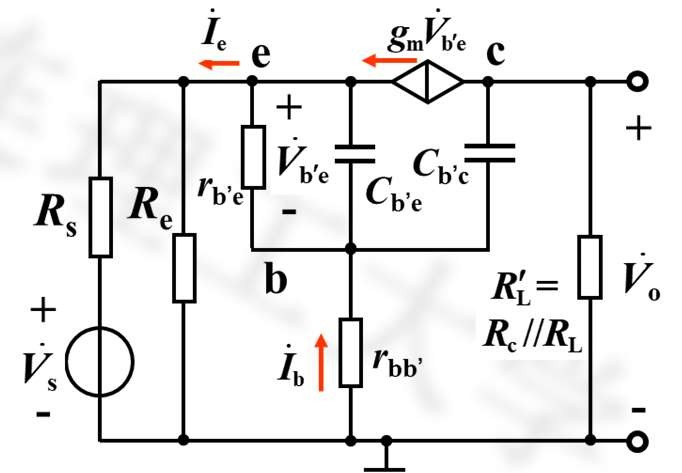 İₑ
e
gₘV̇b′e
c
+
V̇b′e
-
rb’e
Cb’e
Cb’c
+
Rs
Re
b
R′L =
Rc //RL
V̇o
+
V̇s
-
İb
rbb’
-